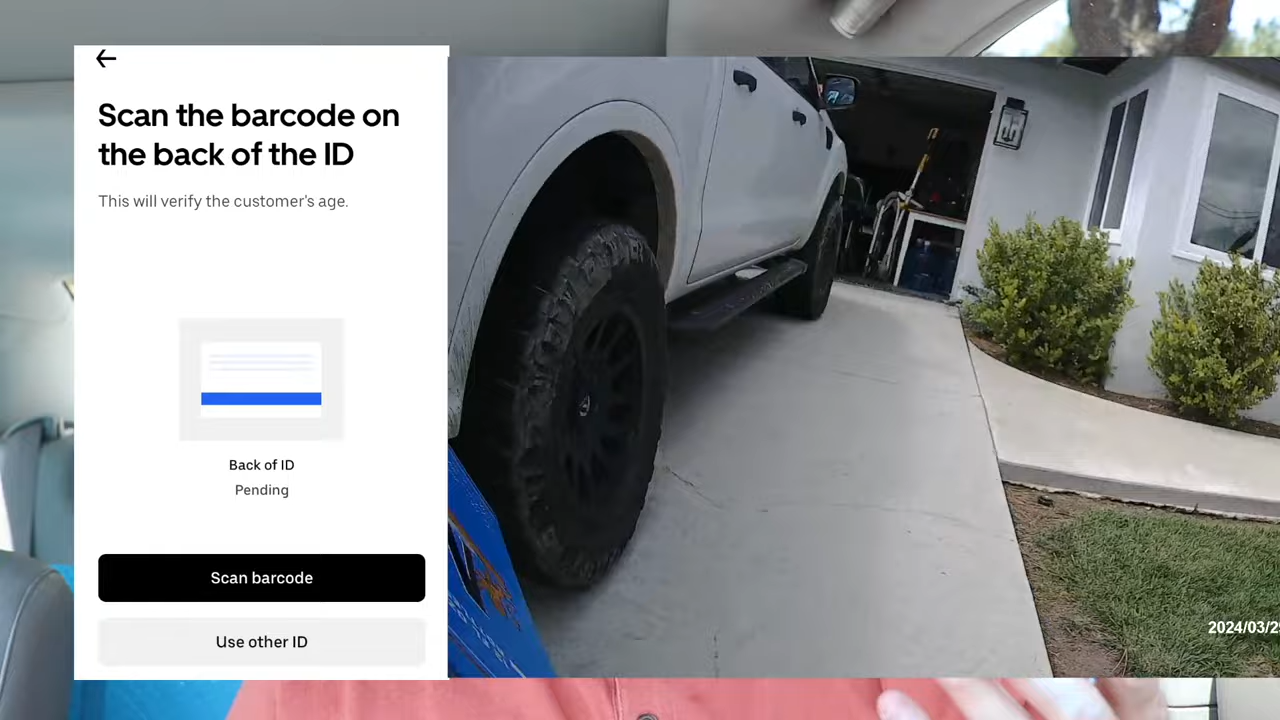 Scan the barcode on
the back of the ID
This will verify the customer's age.
Back of ID
Pending
Scan barcode
Use other ID
2024/03/29